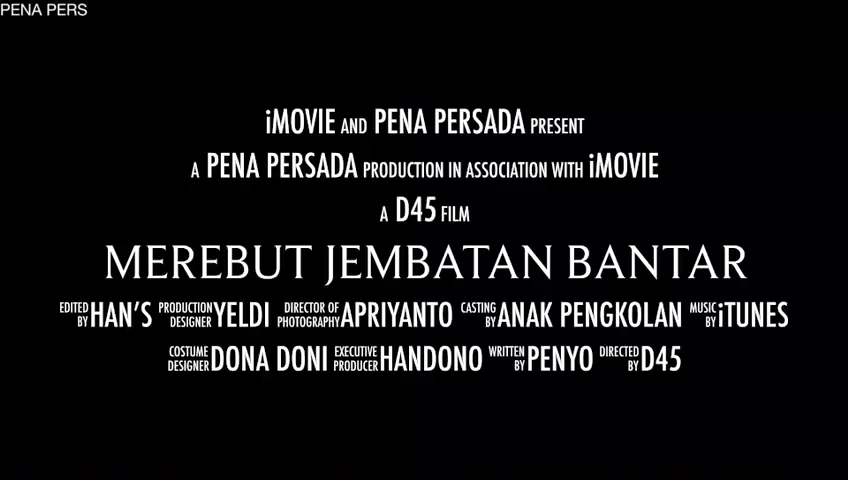 PENA PERS
iMOVIE AND PENA PERSADA PRESENT
A PENA PERSADA PRODUCTION IN ASSOCIATION WITH iMOVIE
A D45 FILM
MEREBUT JEMBATAN BANTAR
EDITED BY HAN'S PRODUCTION DESIGNER YELDI DIRECTOR OF PHOTOGRAPHY APRIYANTO CASTING BY ANAK PENGKOLAN MUSIC BY iTUNES
COSTUME DESIGNER DONA DONI EXECUTIVE PRODUCER HANDONO WRITTEN BY PENYO DIRECTED BY D45